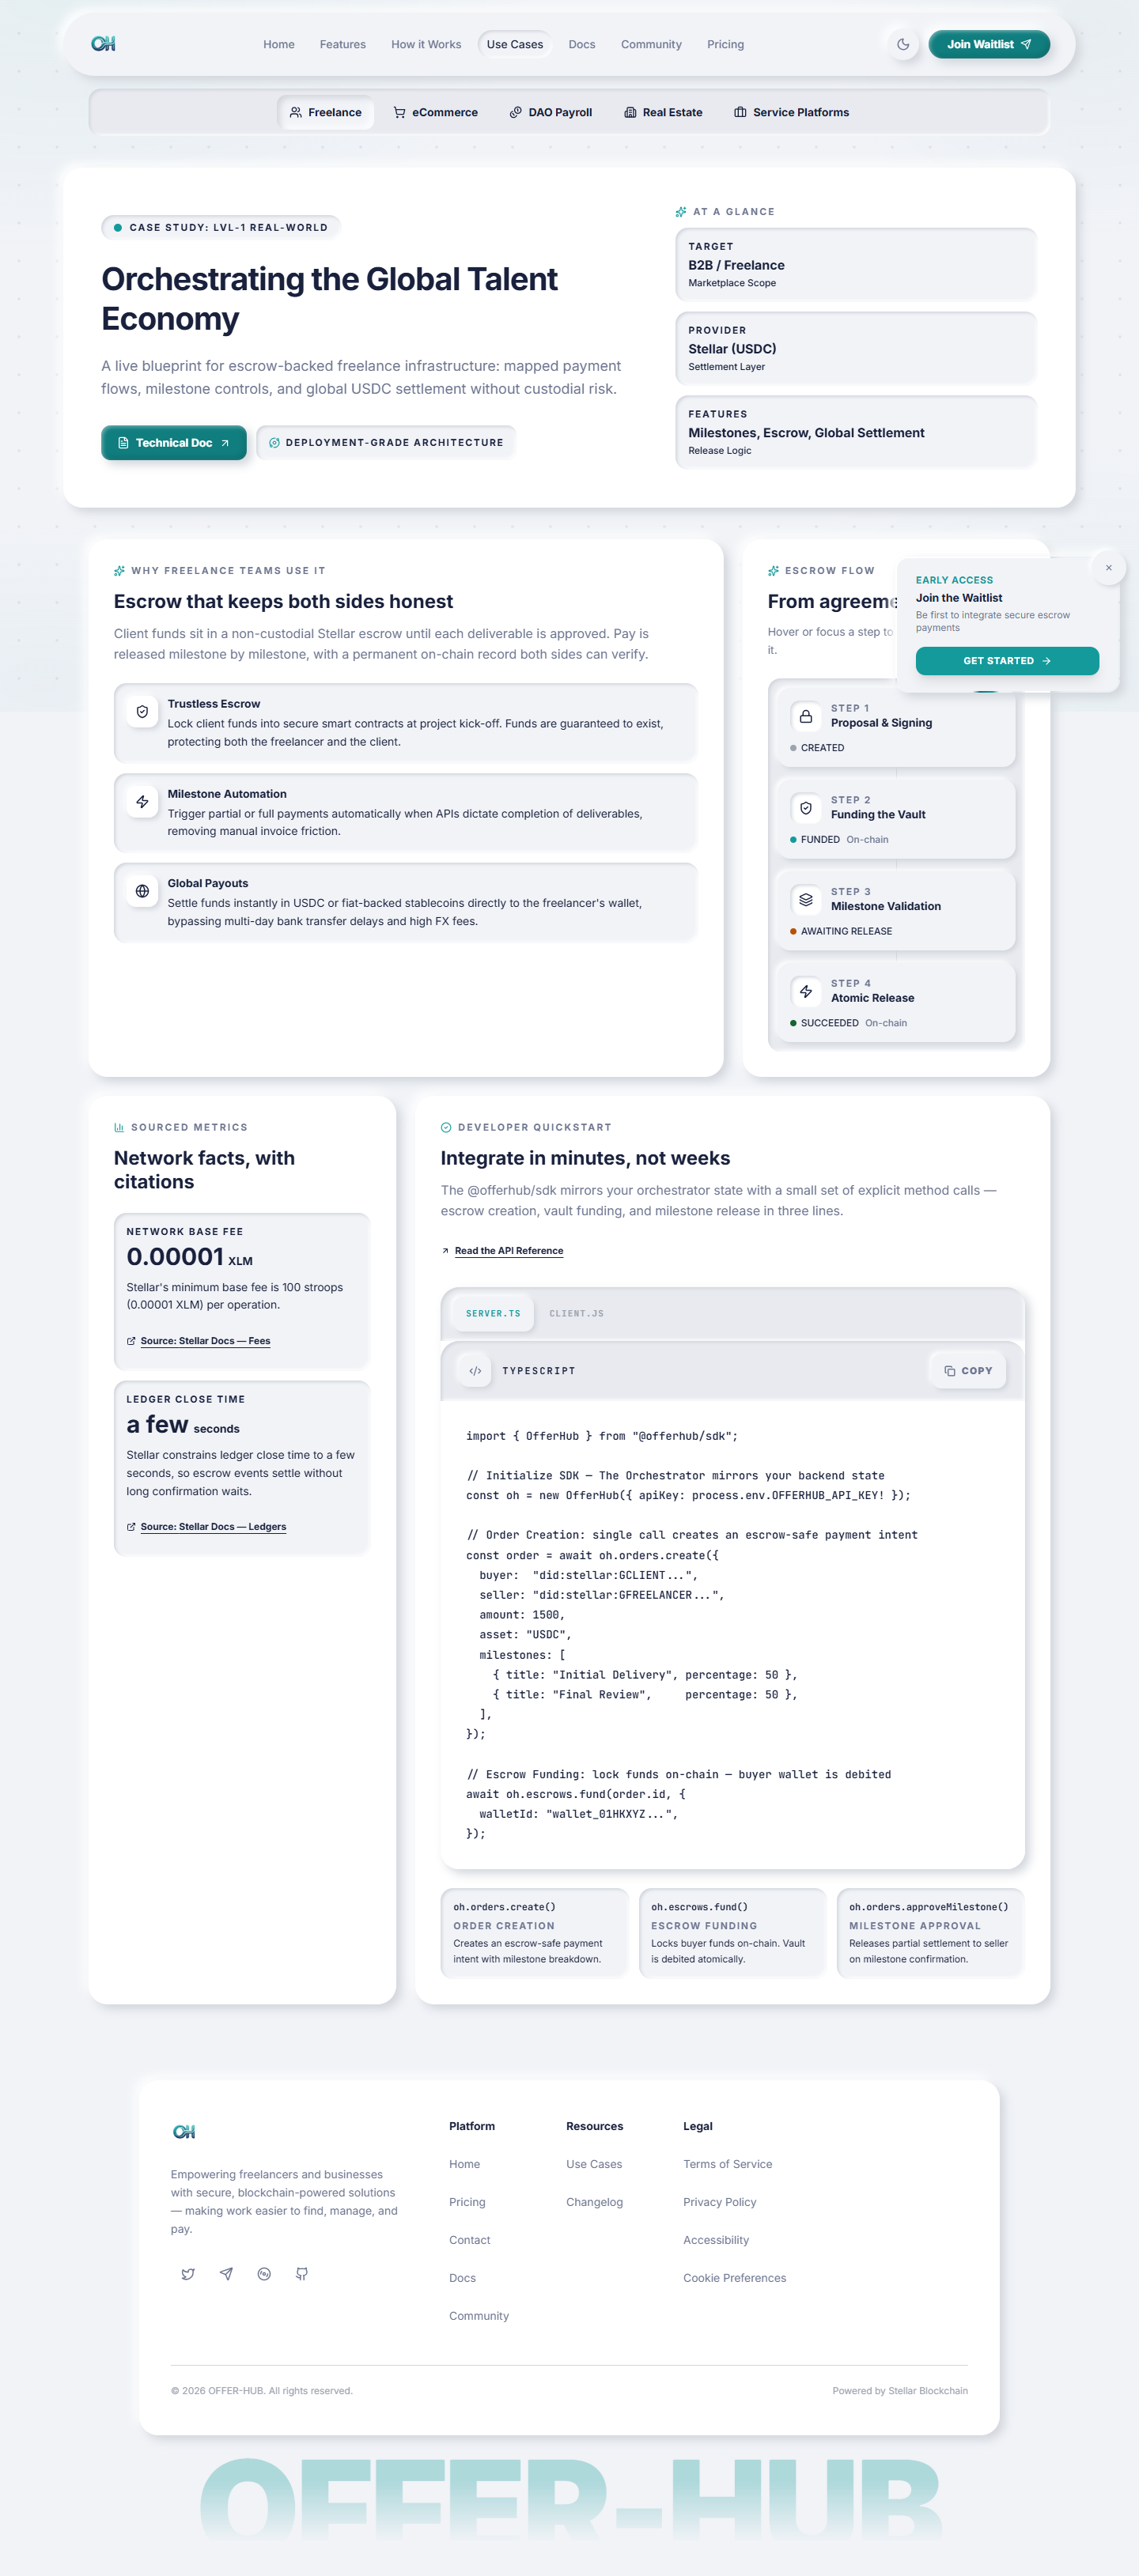 OH
Home
Features
How it Works
Use Cases
Docs
Community
Pricing
Join Waitlist
Freelance
eCommerce
DAO Payroll
Real Estate
Service Platforms
CASE STUDY: LVL-1 REAL-WORLD
Orchestrating the Global Talent
Economy
A live blueprint for escrow-backed freelance infrastructure: mapped payment
flows, milestone controls, and global USDC settlement without custodial risk.
Technical Doc
DEPLOYMENT-GRADE ARCHITECTURE
AT A GLANCE
TARGET
B2B / Freelance
Marketplace Scope
PROVIDER
Stellar (USDC)
Settlement Layer
FEATURES
Milestones, Escrow, Global Settlement
Release Logic
WHY FREELANCE TEAMS USE IT
Escrow that keeps both sides honest
Client funds sit in a non-custodial Stellar escrow until each deliverable is approved. Pay is
released milestone by milestone, with a permanent on-chain record both sides can verify.
Trustless Escrow
Lock client funds into secure smart contracts at project kick-off. Funds are guaranteed to exist,
protecting both the freelancer and the client.
Milestone Automation
Trigger partial or full payments automatically when APIs dictate completion of deliverables,
removing manual invoice friction.
Global Payouts
Settle funds instantly in USDC or fiat-backed stablecoins directly to the freelancer's wallet,
bypassing multi-day bank transfer delays and high FX fees.
ESCROW FLOW
From agreeme
Hover or focus a step to
it.
EARLY ACCESS
Join the Waitlist
Be first to integrate secure escrow
payments
GET STARTED
STEP 1
Proposal & Signing
CREATED
STEP 2
Funding the Vault
FUNDED On-chain
STEP 3
Milestone Validation
AWAITING RELEASE
STEP 4
Atomic Release
SUCCEEDED On-chain
SOURCED METRICS
Network facts, with
citations
NETWORK BASE FEE
0.00001 XLM
Stellar's minimum base fee is 100 stroops
(0.00001 XLM) per operation.
Source: Stellar Docs — Fees
LEDGER CLOSE TIME
a few seconds
Stellar constrains ledger close time to a few
seconds, so escrow events settle without
long confirmation waits.
Source: Stellar Docs — Ledgers
DEVELOPER QUICKSTART
Integrate in minutes, not weeks
The @offerhub/sdk mirrors your orchestrator state with a small set of explicit method calls —
escrow creation, vault funding, and milestone release in three lines.
Read the API Reference
SERVER.TS
CLIENT.JS
TYPESCRIPT
COPY
import { OfferHub } from "@offerhub/sdk";
// Initialize SDK — The Orchestrator mirrors your backend state
const oh = new OfferHub({ apiKey: process.env.OFFERHUB_API_KEY! });
// Order Creation: single call creates an escrow-safe payment intent
const order = await oh.orders.create({
  buyer:  "did:stellar:GCLIENT...",
  seller: "did:stellar:GFREELANCER...",
  amount: 1500,
  asset: "USDC",
  milestones: [
    { title: "Initial Delivery", percentage: 50 },
    { title: "Final Review",     percentage: 50 },
  ],
});
// Escrow Funding: lock funds on-chain — buyer wallet is debited
await oh.escrows.fund(order.id, {
  walletId: "wallet_01HKXYZ...",
});
oh.orders.create()
ORDER CREATION
Creates an escrow-safe payment
intent with milestone breakdown.
oh.escrows.fund()
ESCROW FUNDING
Locks buyer funds on-chain. Vault
is debited atomically.
oh.orders.approveMilestone()
MILESTONE APPROVAL
Releases partial settlement to seller
on milestone confirmation.
OH
Empowering freelancers and businesses
with secure, blockchain-powered solutions
— making work easier to find, manage, and
pay.
Platform
Home
Pricing
Contact
Docs
Community
Resources
Use Cases
Changelog
Legal
Terms of Service
Privacy Policy
Accessibility
Cookie Preferences
© 2026 OFFER-HUB. All rights reserved.
Powered by Stellar Blockchain
OFFER-HUB